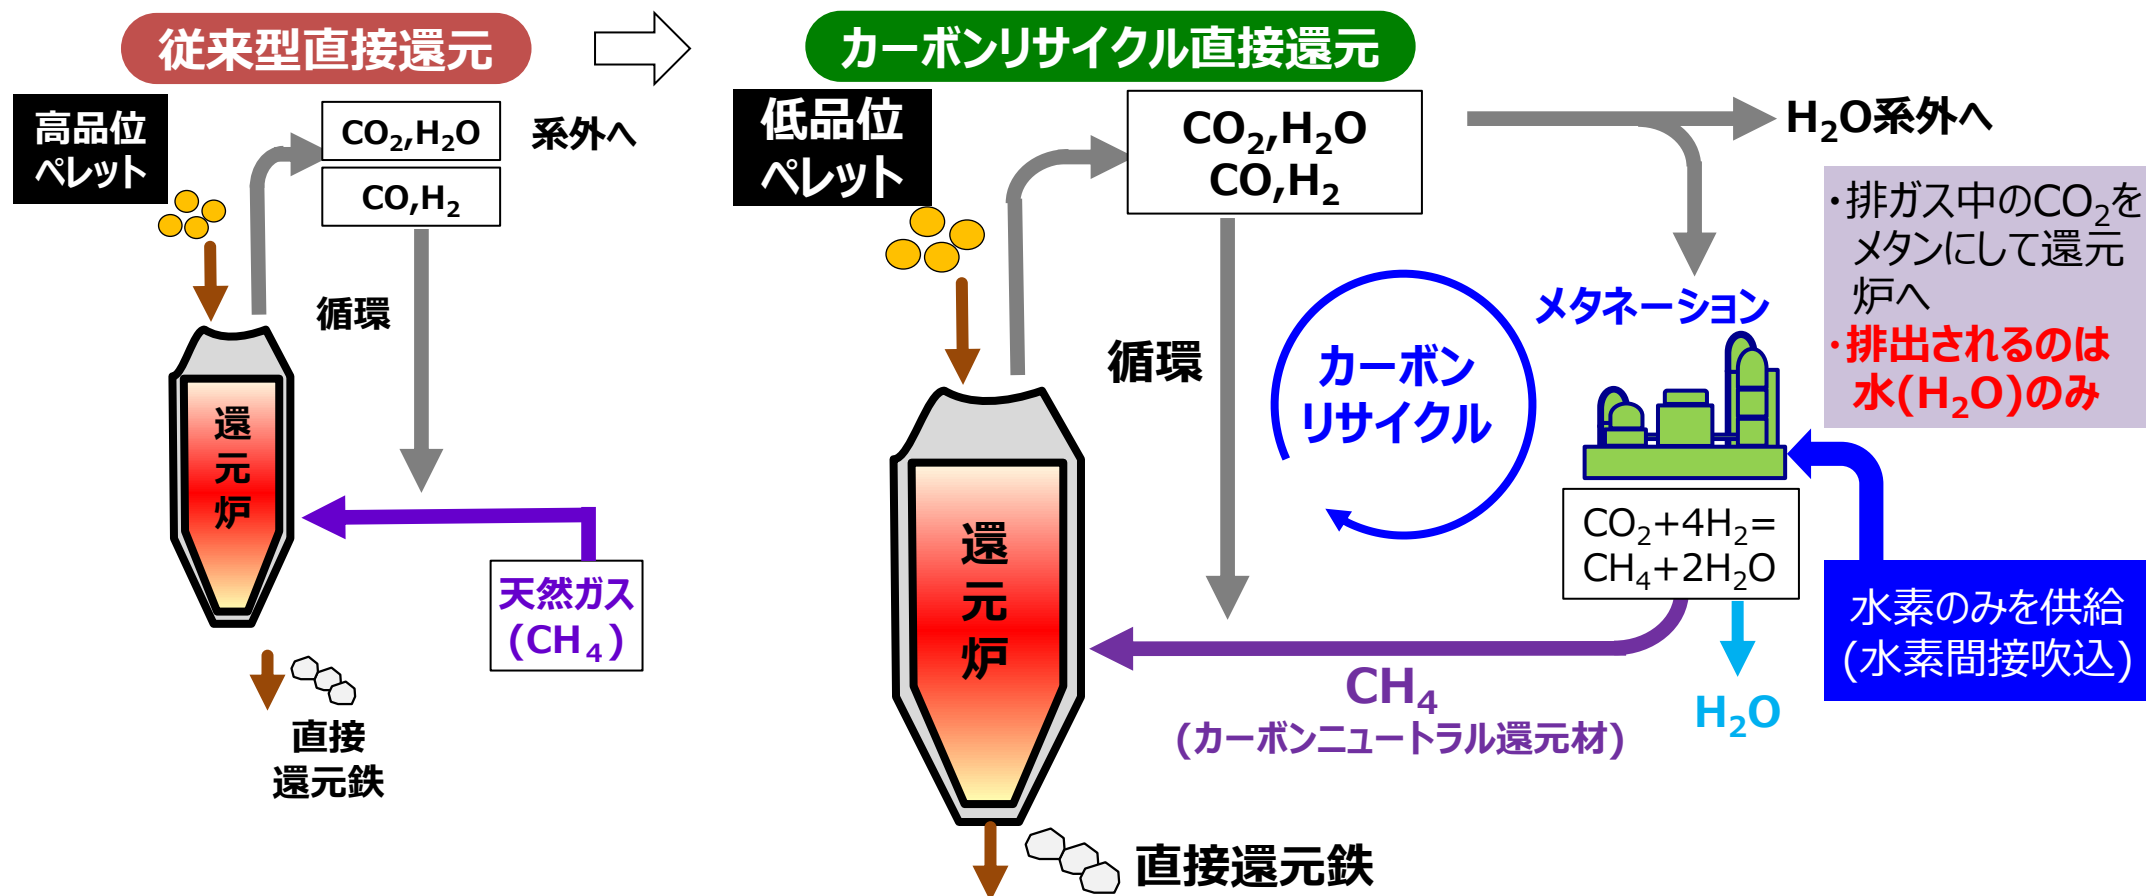 従来型直接還元
高品位
ペレット
CO₂,H₂O
系外へ
CO,H₂
循環
還
元
炉
天然ガス
(CH₄)
直接
還元鉄
カーボンリサイクル直接還元
低品位
ペレット
CO₂,H₂O
CO,H₂
H₂O系外へ
・排ガス中のCO₂を
メタンにして還元
炉へ
・排出されるのは
水(H₂O)のみ
メタネーション
循環
カーボン
リサイクル
還
元
炉
CO₂+4H₂=
CH₄+2H₂O
水素のみを供給
(水素間接吹込)
H₂O
CH₄
(カーボンニュートラル還元材)
直接還元鉄